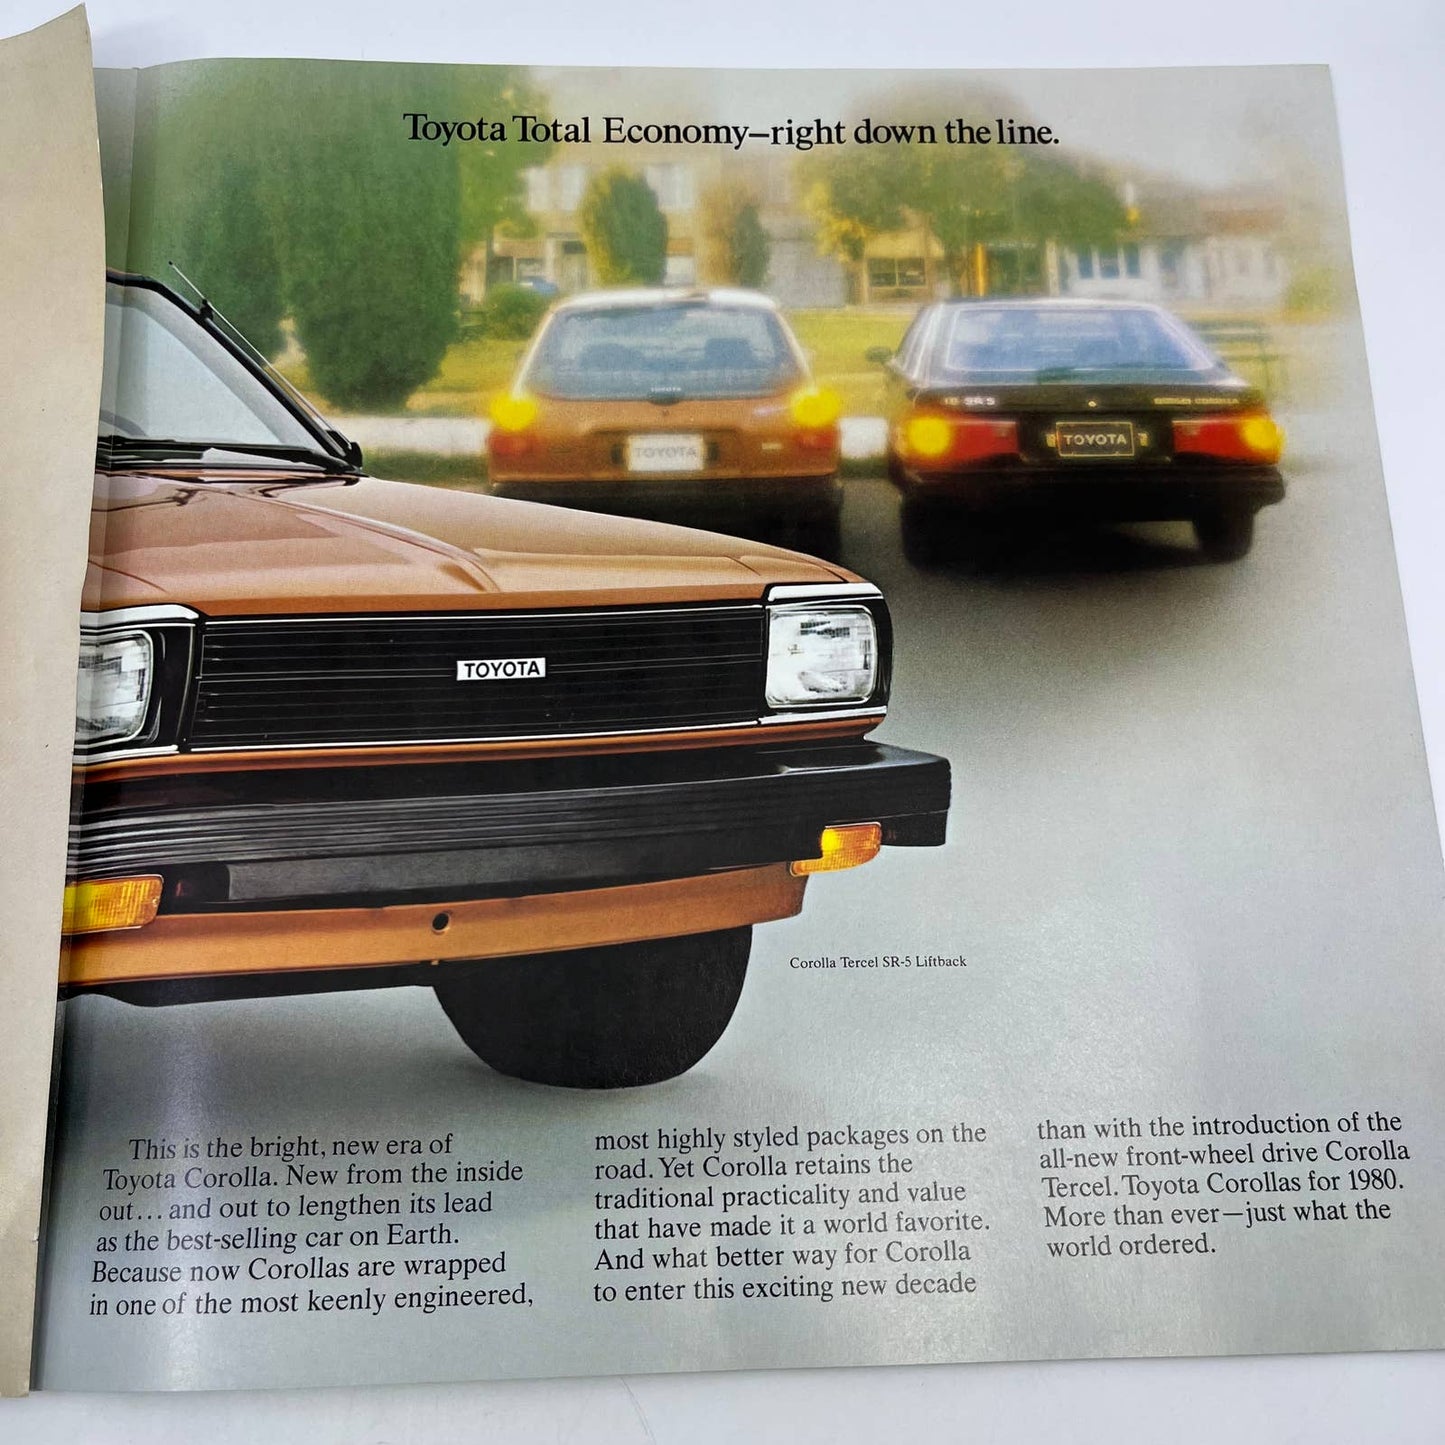 Toyota Total Economy—right down the line.
TOYOTA
TOYOTA
TOYOTA
TOYOTA
Corolla Tercel SR-5 Liftback
This is the bright, new era of
Toyota Corolla. New from the inside
out... and out to lengthen its lead
as the best-selling car on Earth.
Because now Corollas are wrapped
in one of the most keenly engineered,
most highly styled packages on the
road. Yet Corolla retains the
traditional practicality and value
that have made it a world favorite.
And what better way for Corolla
to enter this exciting new decade
than with the introduction of the
all-new front-wheel drive Corolla
Tercel. Toyota Corollas for 1980.
More than ever—just what the
world ordered.